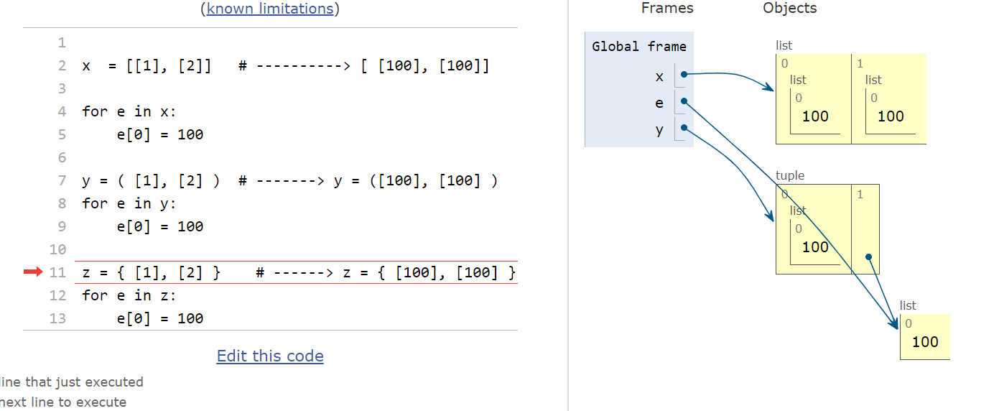 (known limitations)
1
2 x  = [[1], [2]]   # ----------> [ [100], [100]]
3
4 for e in x:
5     e[0] = 100
6
7 y = ( [1], [2] )  # -------> y = ([100], [100] )
8 for e in y:
9     e[0] = 100
10
11 z = { [1], [2] }    # ------> z = { [100], [100] }
12 for e in z:
13     e[0] = 100
Edit this code
line that just executed
next line to execute
Frames Objects
Global frame
x
e
y
list
0 1
list list
0 0
100 100
tuple
0 1
list
0
100
list
0
100